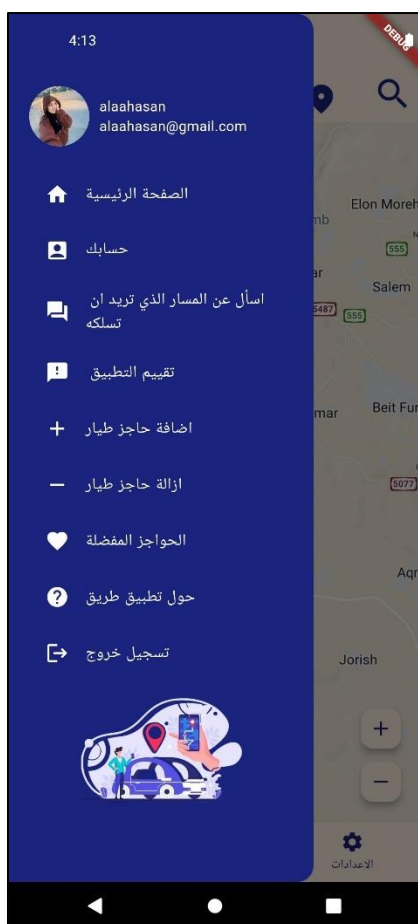 4:13
DEBUG
alaahasan
alaahasan@gmail.com
الصفحة الرئيسية
حسابك
اسأل عن المسار الذي تريد ان
تسلكه
تقييم التطبيق
اضافة حاجز طيار
ازالة حاجز طيار
الحواجز المفضلة
حول تطبيق طريق
تسجيل خروج
Elon Moreh
555
Salem
5487
555
mar
Beit Fur
5077
Aqr
Jorish
الاعدادات